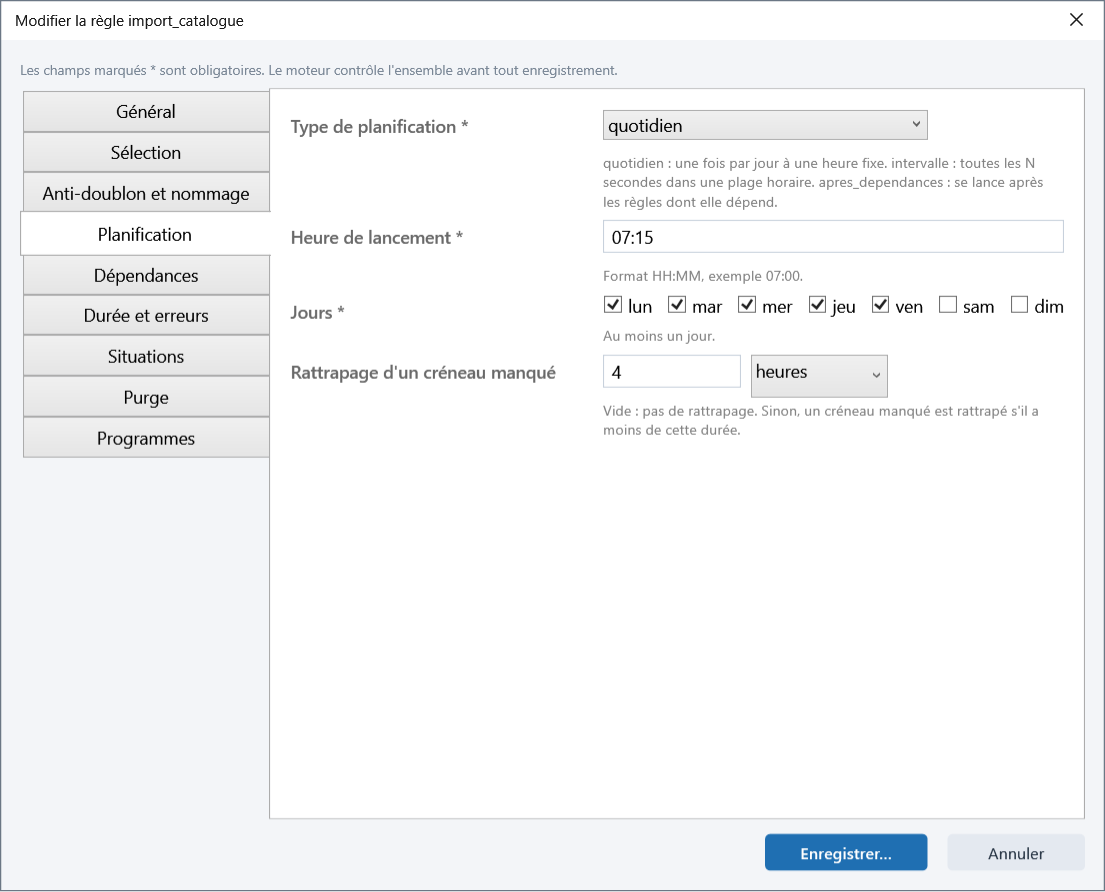 Modifier la règle import_catalogue
Les champs marqués * sont obligatoires. Le moteur contrôle l'ensemble avant tout enregistrement.
Général
Sélection
Anti-doublon et nommage
Planification
Dépendances
Durée et erreurs
Situations
Purge
Programmes
Type de planification *
quotidien
quotidien : une fois par jour à une heure fixe. intervalle : toutes les N
secondes dans une plage horaire. apres_dependances : se lance après
les règles dont elle dépend.
Heure de lancement *
07:15
Format HH:MM, exemple 07:00.
Jours *
lun mar mer jeu ven sam dim
Au moins un jour.
Rattrapage d'un créneau manqué
4 heures
Vide : pas de rattrapage. Sinon, un créneau manqué est rattrapé s'il a
moins de cette durée.
Enregistrer... Annuler